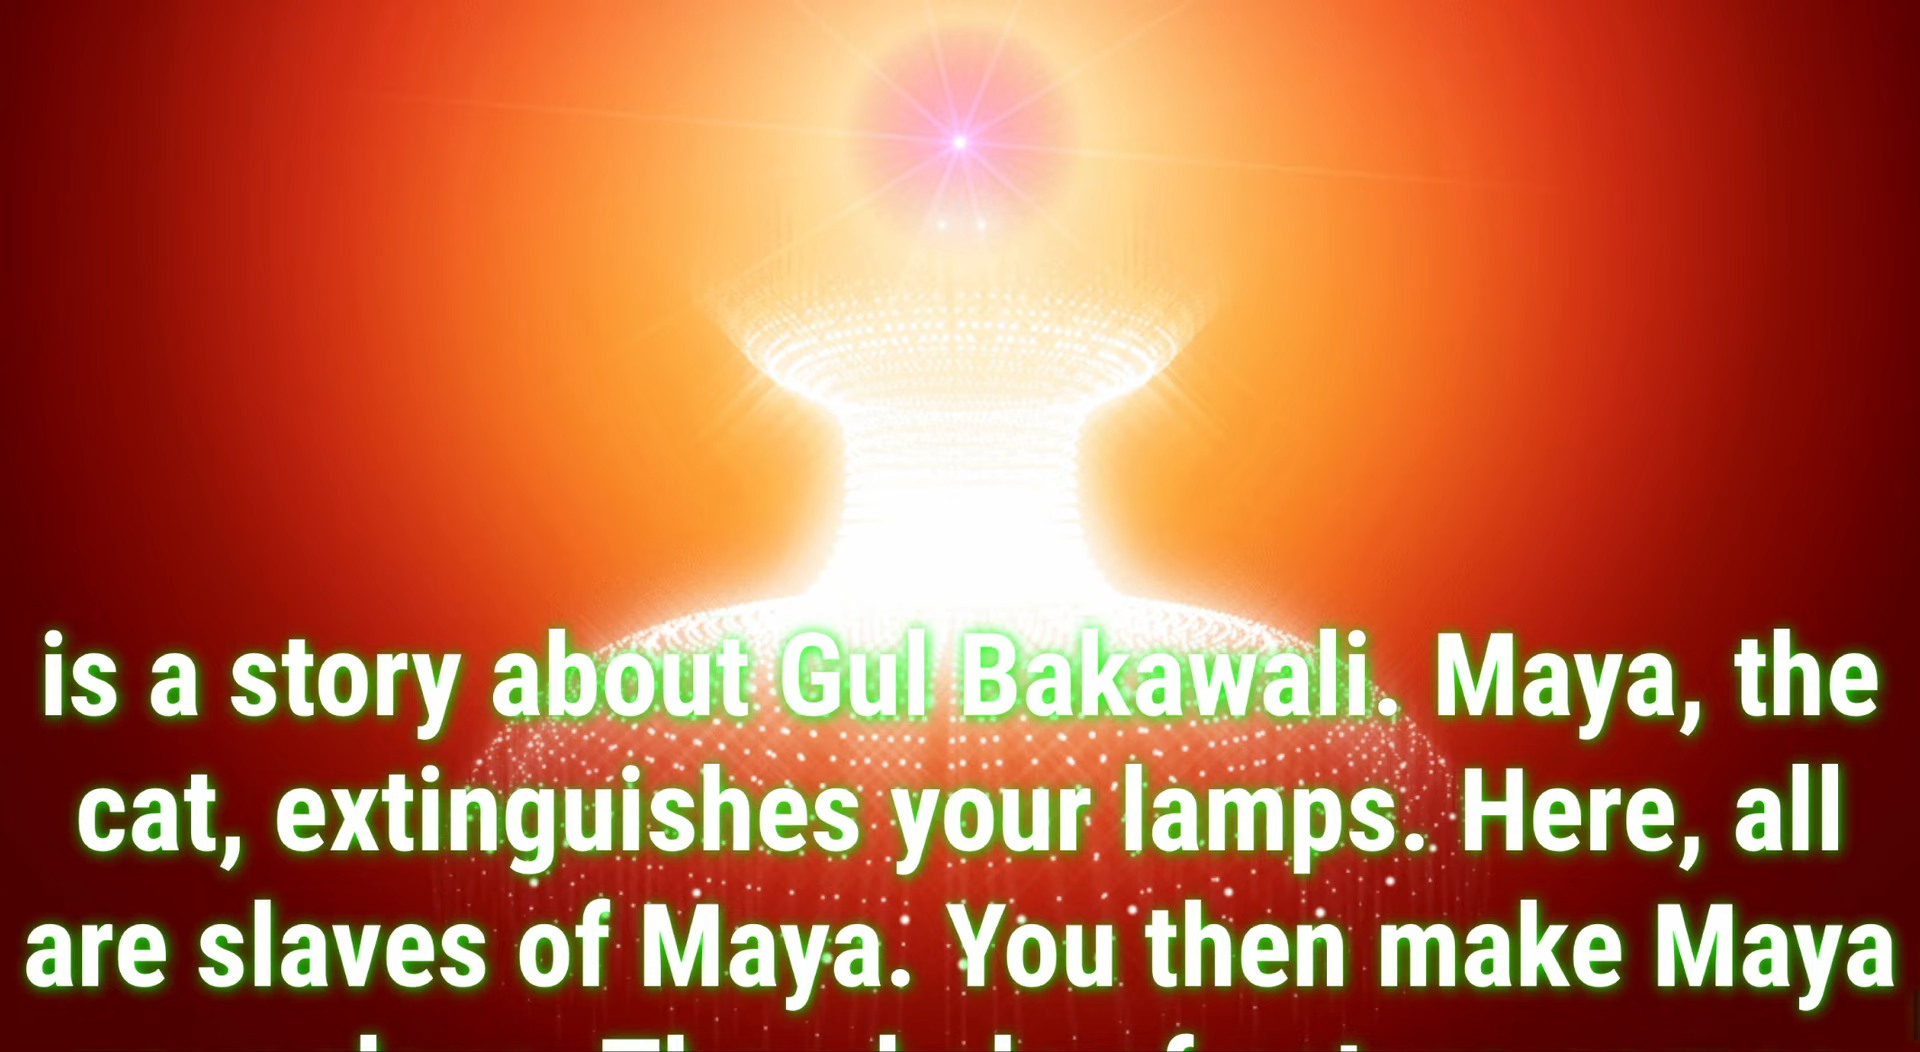 is a story about Gul Bakawali. Maya, the
cat, extinguishes your lamps. Here, all
are slaves of Maya. You then make Maya